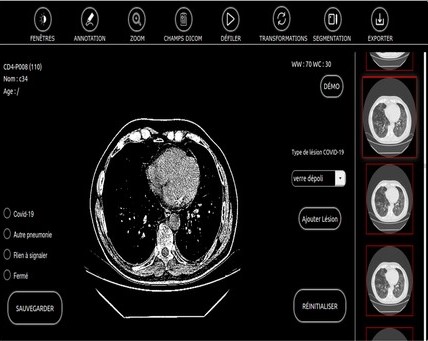 FENÊTRES ANNOTATION ZOOM CHAMPS DICOM DÉFILER TRANSFORMATIONS SEGMENTATION EXPORTER
CD4-P008 (110)
Nom : c34
Age : /
WW : 70 WC : 30
DÉMO
Type de lésion COVID-19
verre dépoli
Ajouter Lésion
Covid-19
Autre pneumonie
Rien à signaler
Fermé
SAUVEGARDER
RÉINITIALISER